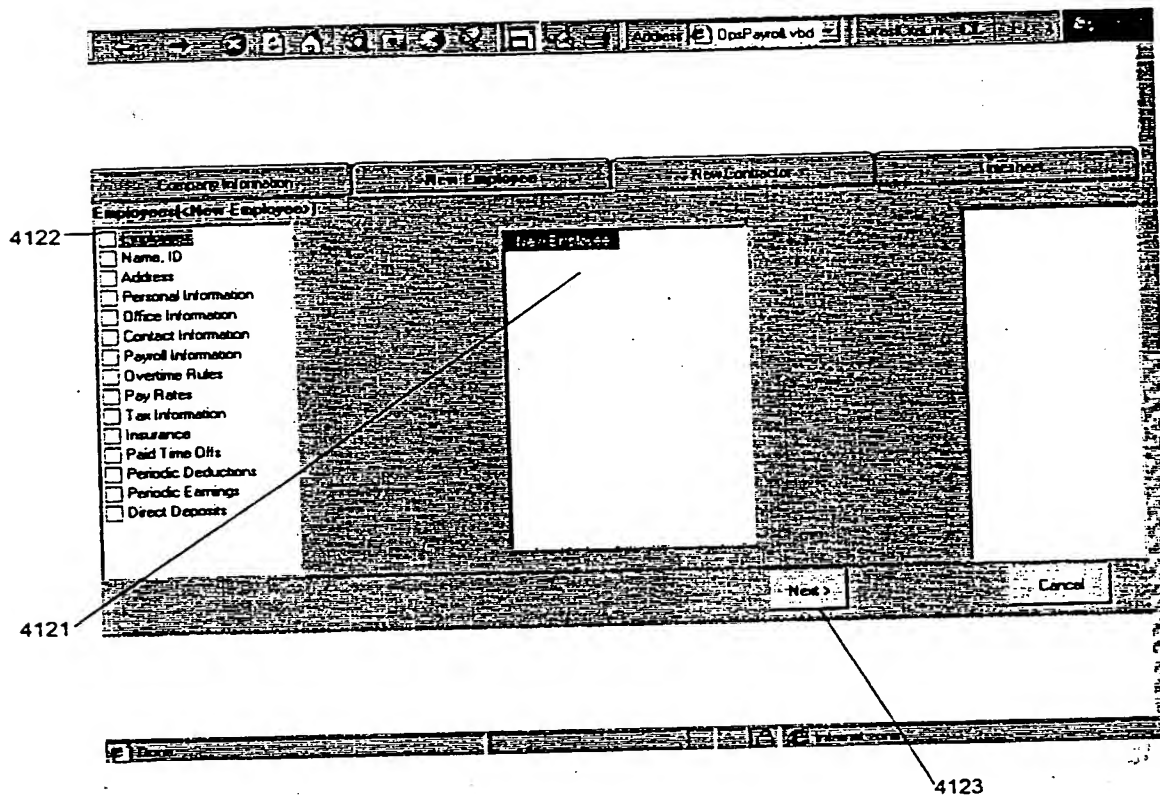 Address OpsPayroll.vbd
Company Information New Employee New Contractor
Employees[<New Employee>]
4122 Employees
New Employee
Name, ID
Address
Personal Information
Office Information
Contact Information
Payroll Information
Overtime Rules
Pay Rates
Tax Information
Insurance
Paid Time Offs
Periodic Deductions
Periodic Earnings
Direct Deposits
Next > Cancel
4121
Done
4123